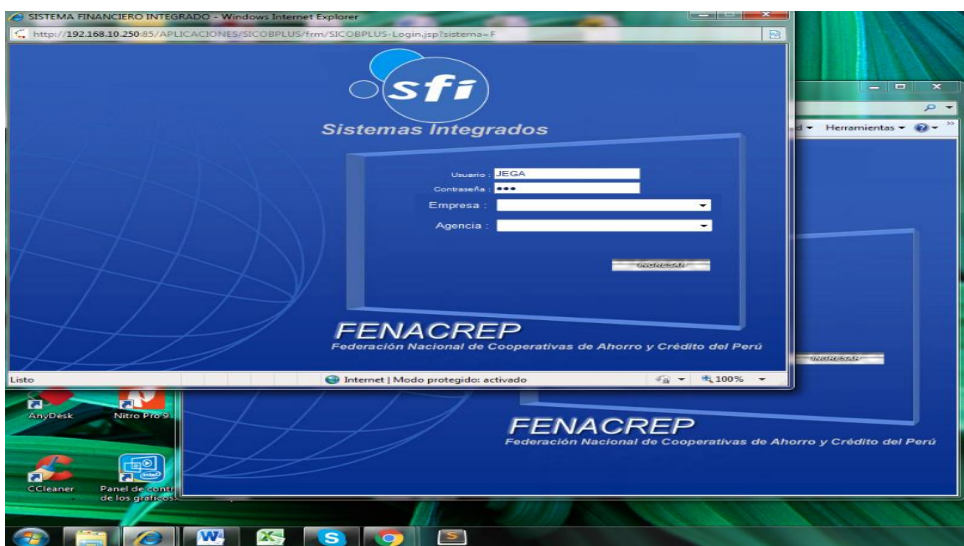 SISTEMA FINANCIERO INTEGRADO - Windows Internet Explorer
http://192.168.10.250:85/APLICACIONES/SICOBPLUS/frm/SICOBPLUS-Login.jsp?sistema=F
sfi
Sistemas Integrados
Usuario : JEGA
Contraseña : •••
Empresa :
Agencia :
INGRESAR
FENACREP
Federación Nacional de Cooperativas de Ahorro y Crédito del Perú
Listo
Internet | Modo protegido: activado
100%
Herramientas
INGRESAR
FENACREP
Federación Nacional de Cooperativas de Ahorro y Crédito del Perú
AnyDesk
Nitro Pro 9
CCleaner
Panel de contr
de los gráficos